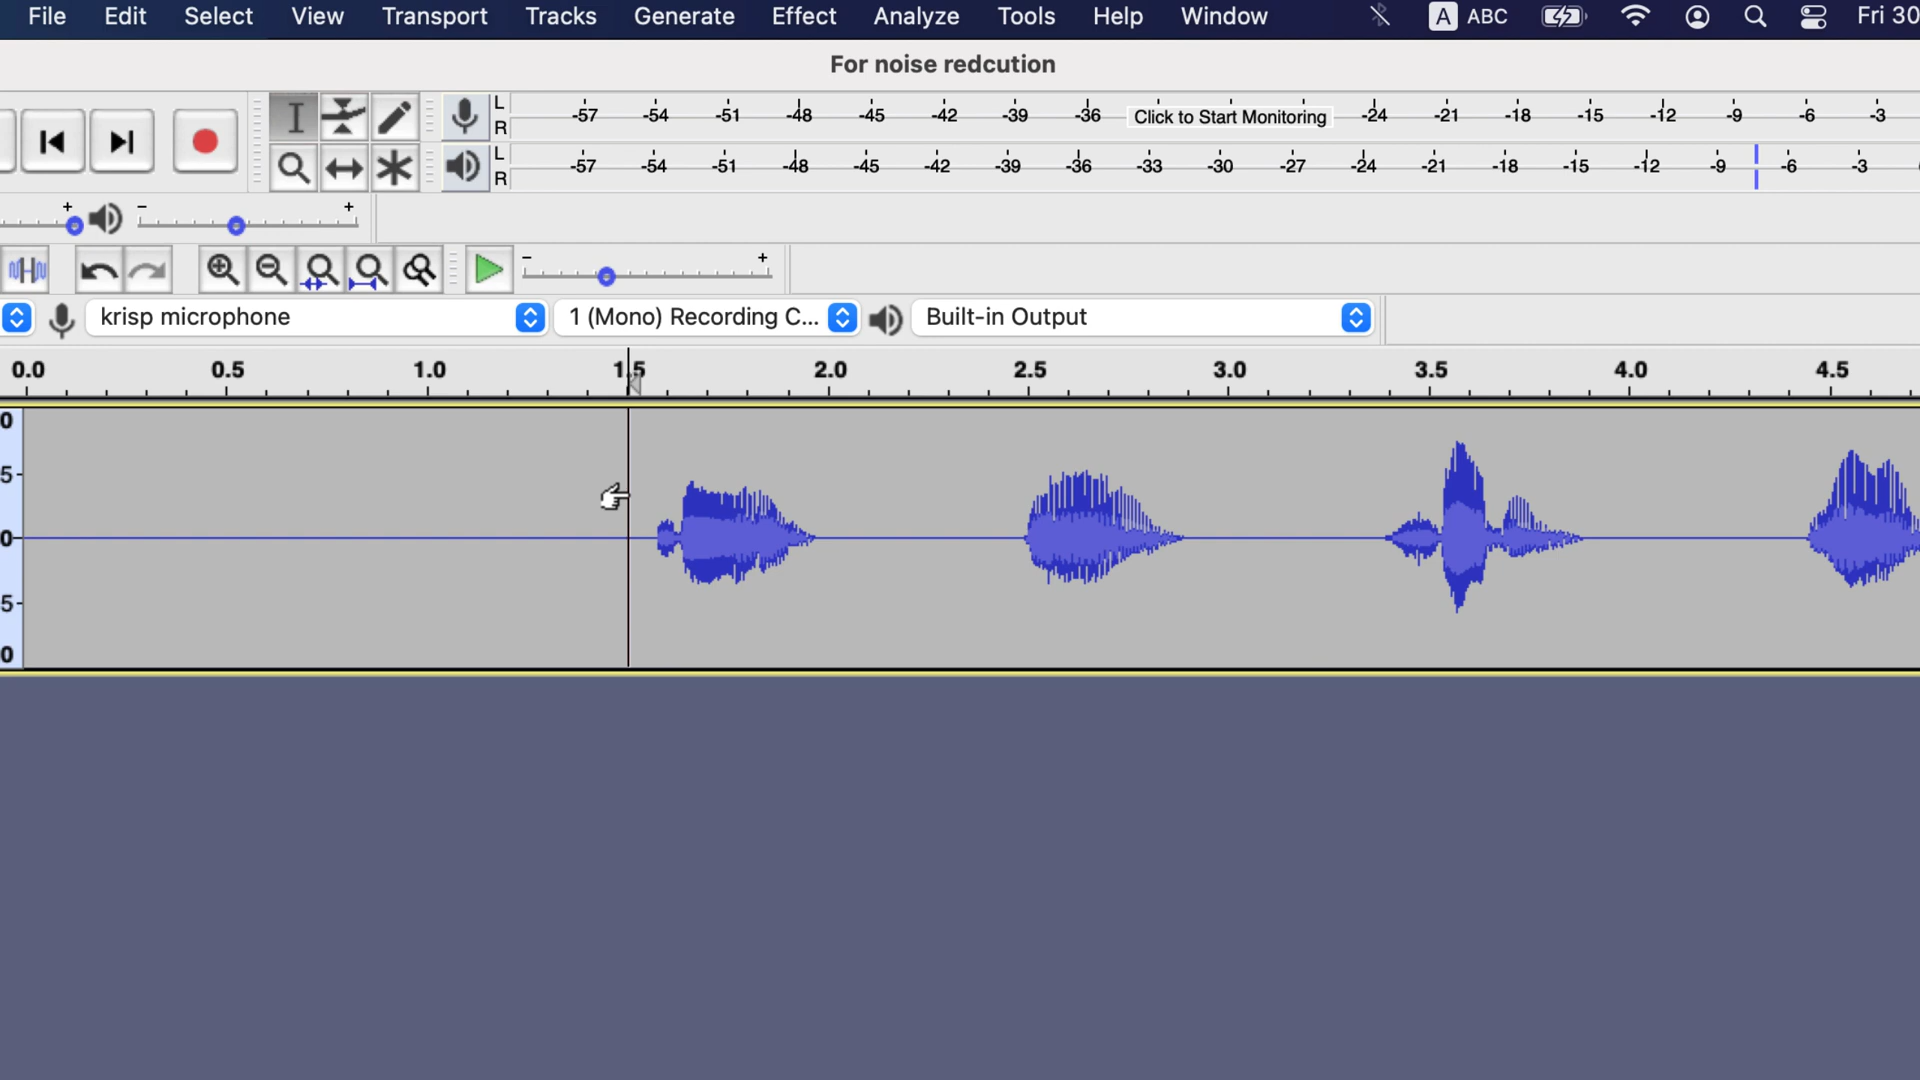 File Edit Select View Transport Tracks Generate Effect Analyze Tools Help Window A ABC Fri 30
For noise redcution
L
R
-57 -54 -51 -48 -45 -42 -39 -36 Click to Start Monitoring -24 -21 -18 -15 -12 -9 -6 -3
L
R
-57 -54 -51 -48 -45 -42 -39 -36 -33 -30 -27 -24 -21 -18 -15 -12 -9 -6 -3
+ - +
- +
krisp microphone 1 (Mono) Recording C... Built-in Output
0.0 0.5 1.0 1.5 2.0 2.5 3.0 3.5 4.0 4.5
0
5-
0-
5-
0